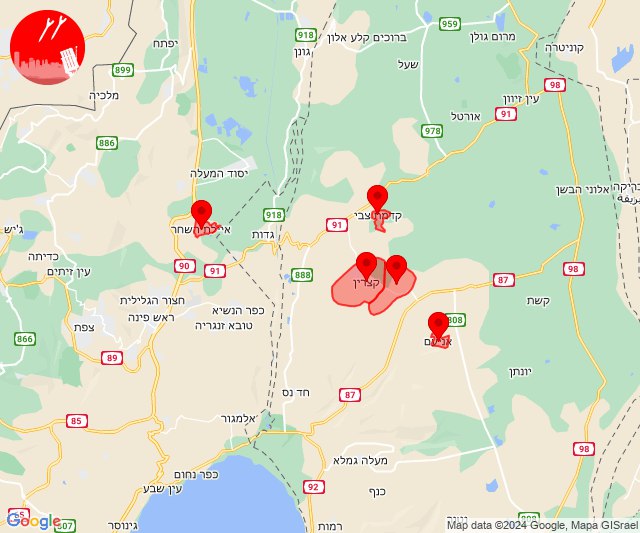 918
959
מרום גולן
קוניטרה
יפתח
ברוכים קלע אלון
גונן
899
שעל
98
מלכיה
עין זיוון
91
אורטל
978
886
יסוד המעלה
אלוני הבשן
918
קדמת צבי
91
איילת השחר
גדות
ג'יש
כדיתה
90
91
98
עין זיתים
888
קצרין
87
חצור הגלילית
כפר הנשיא
קשת
צפת
ראש פינה
טובא זנגריה
808
866
אניעם
89
יונתן
חד נס
87
85
אלמגור
98
מעלה גמלא
כפר נחום
92
עין שבע
כנף
65
Google
807
גינוסר
רמות
808
Map data ©2024 Google, Mapa GISrael